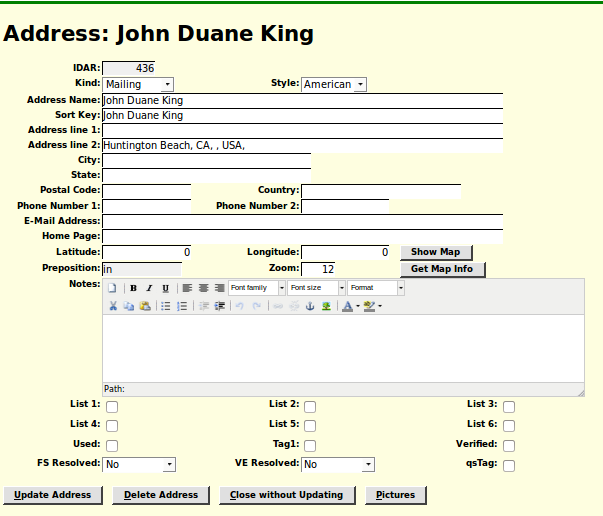 Address: John Duane King
IDAR: 436
Kind: Mailing Style: American
Address Name: John Duane King
Sort Key: John Duane King
Address line 1:
Address line 2: Huntington Beach, CA, , USA,
City:
State:
Postal Code: Country:
Phone Number 1: Phone Number 2:
E-Mail Address:
Home Page:
Latitude: 0 Longitude: 0 Show Map
Preposition: in Zoom: 12 Get Map Info
Notes: B I U Font family Font size Format
Path:
List 1: List 2: List 3:
List 4: List 5: List 6:
Used: Tag1: Verified:
FS Resolved: No VE Resolved: No qsTag:
Update Address Delete Address Close without Updating Pictures